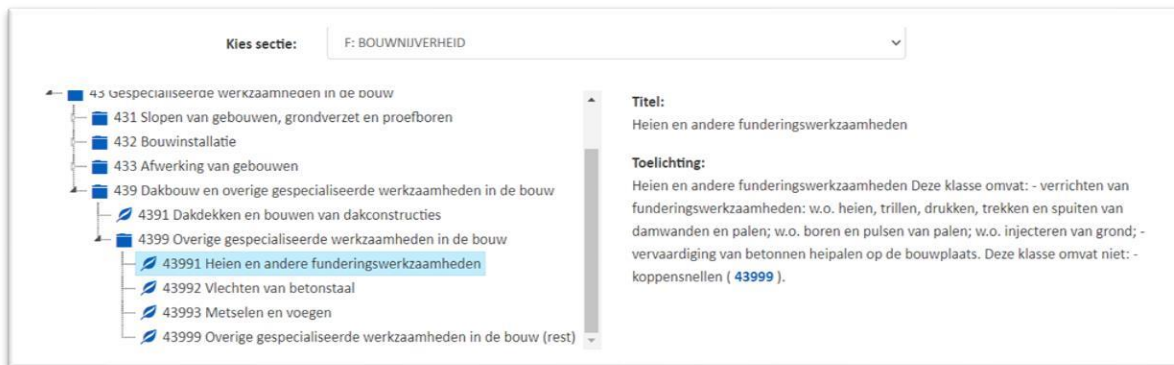 Kies sectie:
F: BOUWNIJVERHEID
43 Gespecialiseerde werkzaamheden in de bouw
431 Slopen van gebouwen, grondverzet en proefboren
432 Bouwinstallatie
433 Afwerking van gebouwen
439 Dakbouw en overige gespecialiseerde werkzaamheden in de bouw
4391 Dakdekken en bouwen van dakconstructies
4399 Overige gespecialiseerde werkzaamheden in de bouw
43991 Heien en andere funderingswerkzaamheden
43992 Vlechten van betonstaal
43993 Metselen en voegen
43999 Overige gespecialiseerde werkzaamheden in de bouw (rest)
Titel:
Heien en andere funderingswerkzaamheden
Toelichting:
Heien en andere funderingswerkzaamheden Deze klasse omvat: - verrichten van
funderingswerkzaamheden: w.o. heien, trillen, drukken, trekken en spuiten van
damwanden en palen; w.o. boren en pulsen van palen; w.o. injecteren van grond; -
vervaardiging van betonnen heipalen op de bouwplaats. Deze klasse omvat niet: -
koppensnellen ( 43999 ).